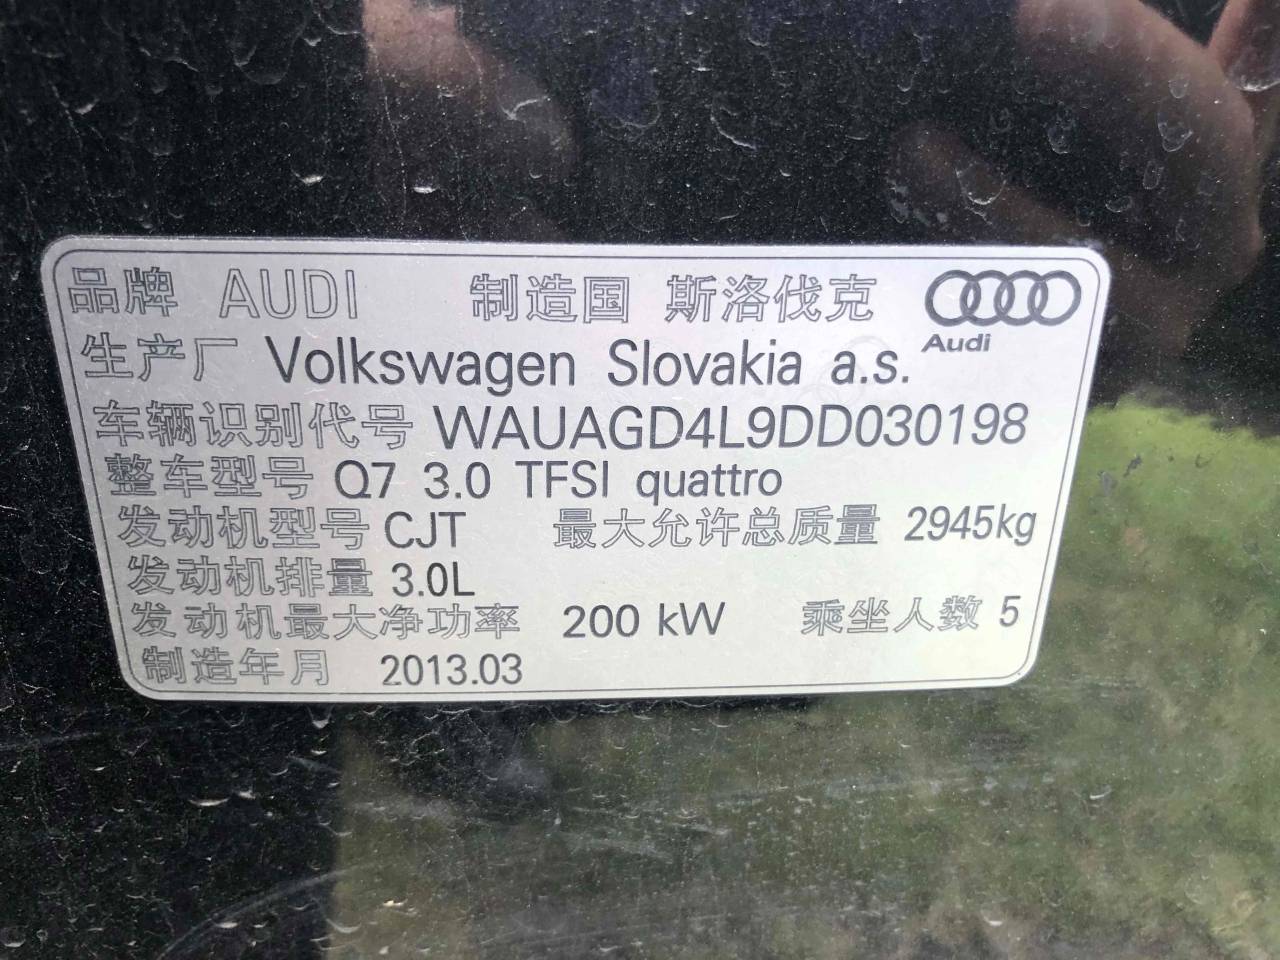 品牌 AUDI 制造国 斯洛伐克
Audi
生产厂 Volkswagen Slovakia a.s.
车辆识别代号 WAUAGD4L9DD030198
整车型号 Q7 3.0 TFSI quattro
发动机型号 CJT 最大允许总质量 2945kg
发动机排量 3.0L
发动机最大净功率 200 kW 乘坐人数 5
制造年月 2013.03